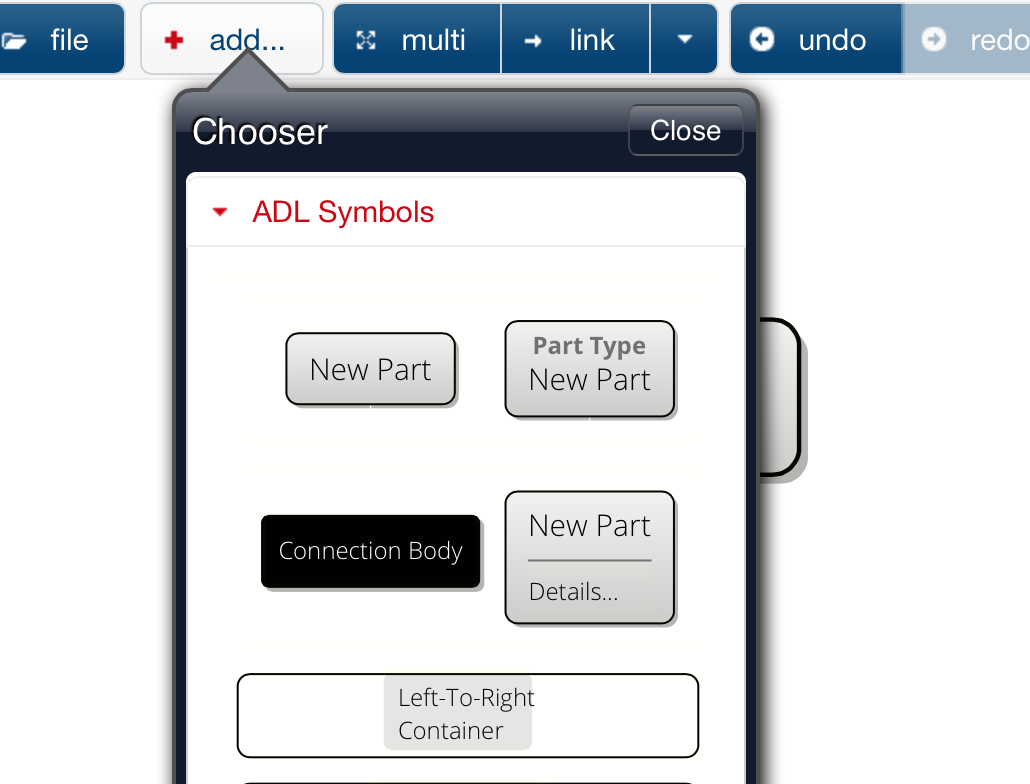 file
add...
multi
link
undo
redo
Chooser
Close
ADL Symbols
New Part
Part Type
New Part
Connection Body
New Part
Details...
Left-To-Right
Container